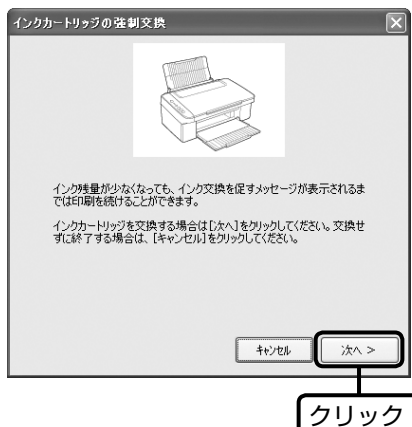 インクカートリッジの強制交換
インク残量が少なくなっても、インク交換を促すメッセージが表示されるま
では印刷を続けることができます。
インクカートリッジを交換する場合は[次へ]をクリックしてください。交換せ
ずに終了する場合は、[キャンセル]をクリックしてください。
キャンセル
次へ >
クリック